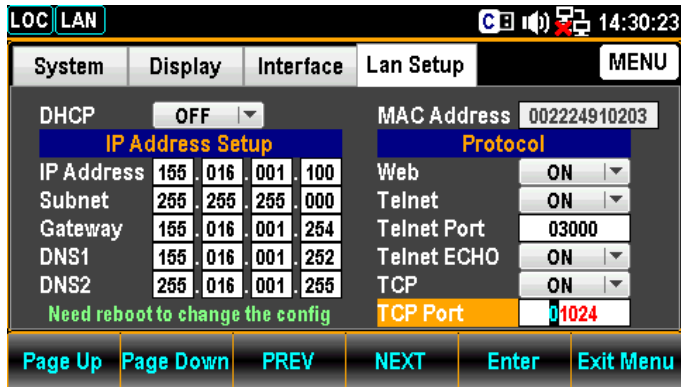 LOC LAN C 14:30:23
System Display Interface Lan Setup MENU
DHCP OFF
IP Address Setup
IP Address 155 . 016 . 001 . 100
Subnet 255 . 255 . 255 . 000
Gateway 155 . 016 . 001 . 254
DNS1 155 . 016 . 001 . 252
DNS2 255 . 016 . 001 . 255
Need reboot to change the config
MAC Address 002224910203
Protocol
Web ON
Telnet ON
Telnet Port 03000
Telnet ECHO ON
TCP ON
TCP Port 01024
Page Up Page Down PREV NEXT Enter Exit Menu